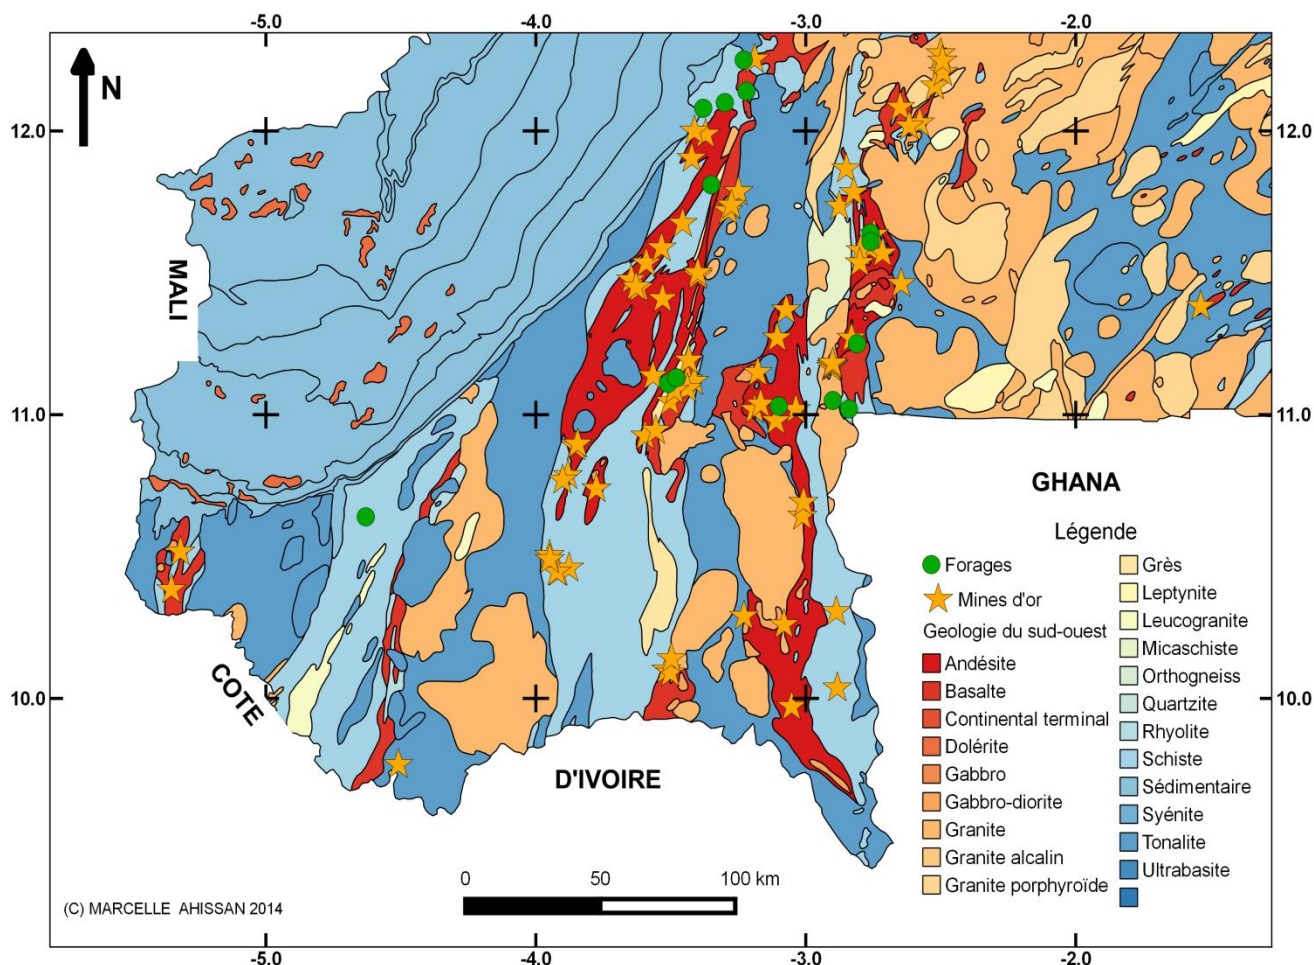 -5.0 -4.0 -3.0 -2.0
N
12.0 12.0
MALI
11.0 11.0
GHANA
Légende
Forages
Mines d'or
Geologie du sud-ouest
Andésite
Basalte
Continental terminal
Dolérite
Gabbro
Gabbro-diorite
Granite
Granite alcalin
Granite porphyroïde
Grès
Leptynite
Leucogranite
Micaschiste
Orthogneiss
Quartzite
Rhyolite
Schiste
Sédimentaire
Syénite
Tonalite
Ultrabasite
COTE
10.0 10.0
D'IVOIRE
0 50 100 km
(C) MARCELLE AHISSAN 2014
-5.0 -4.0 -3.0 -2.0